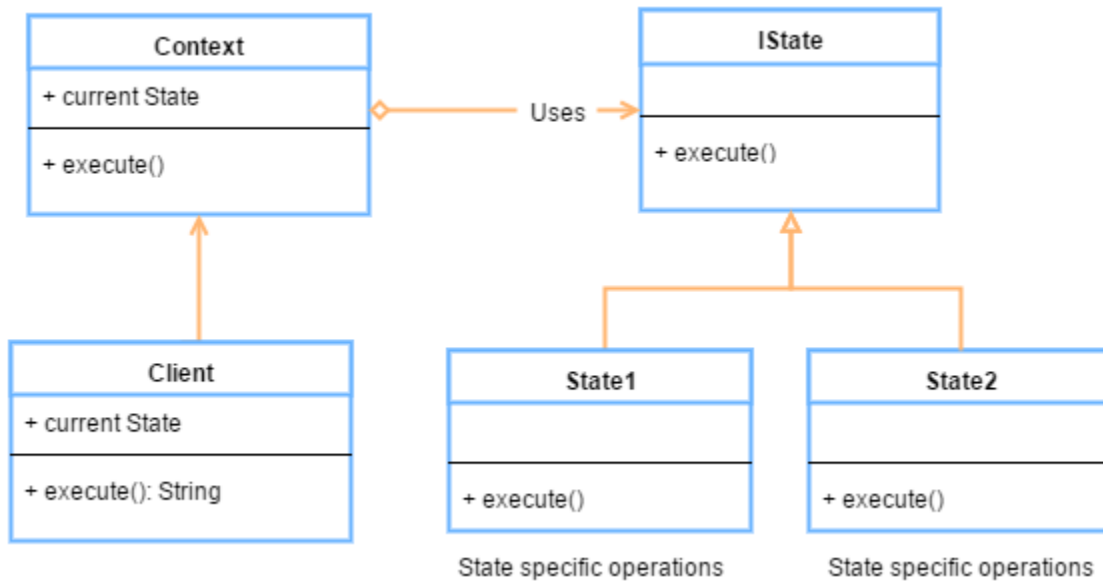 Context
+ current State
+ execute()
Uses
IState
+ execute()
Client
+ current State
+ execute(): String
State1
+ execute()
State specific operations
State2
+ execute()
State specific operations